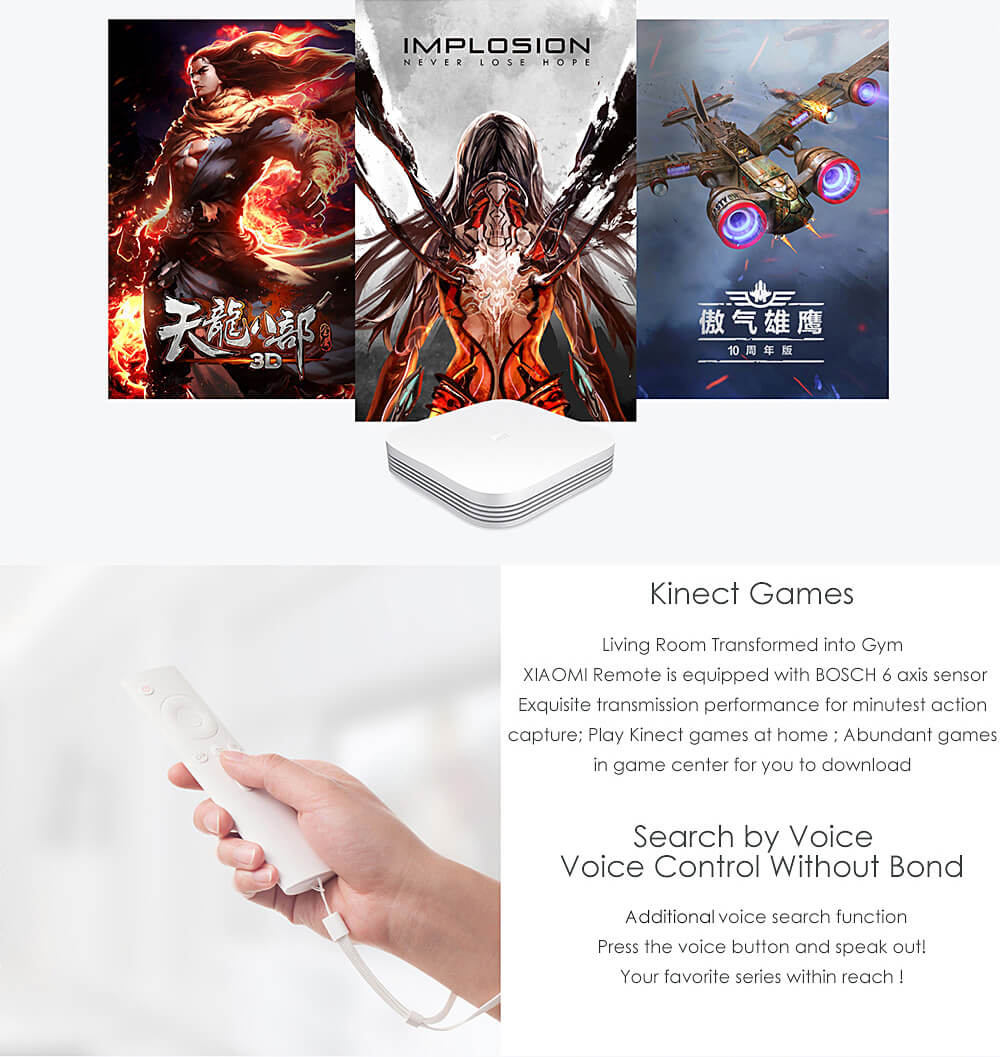 IMPLOSION
NEVER LOSE HOPE
天龍八部
3D
傲气雄鹰
10周年版
Kinect Games
Living Room Transformed into Gym
XIAOMI Remote is equipped with BOSCH 6 axis sensor
Exquisite transmission performance for minutest action
capture; Play Kinect games at home ; Abundant games
in game center for you to download
Search by Voice
Voice Control Without Bond
Additional voice search function
Press the voice button and speak out!
Your favorite series within reach !